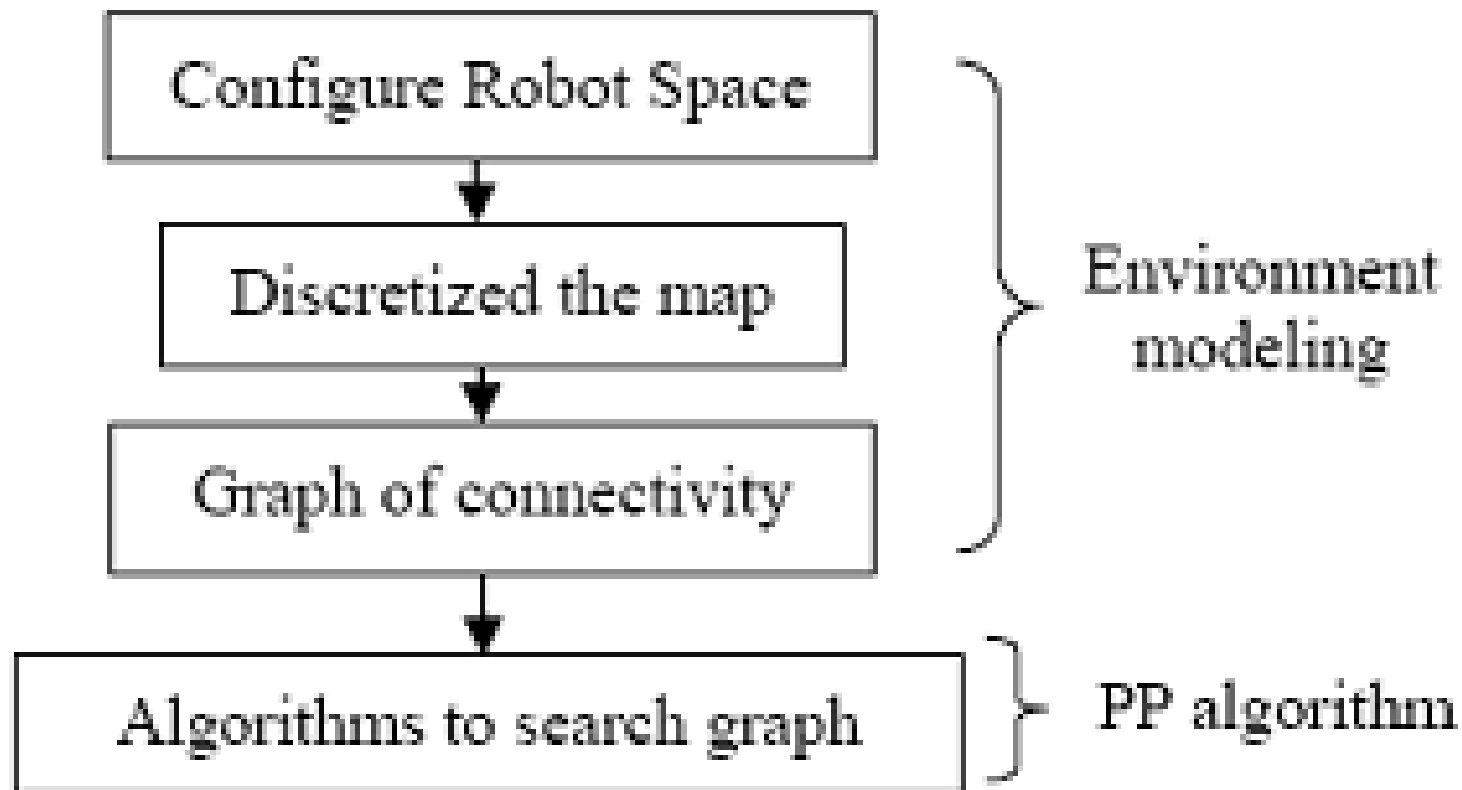 Configure Robot Space
Discretized the map
Graph of connectivity
Algorithms to search graph
Environment
modeling
PP algorithm